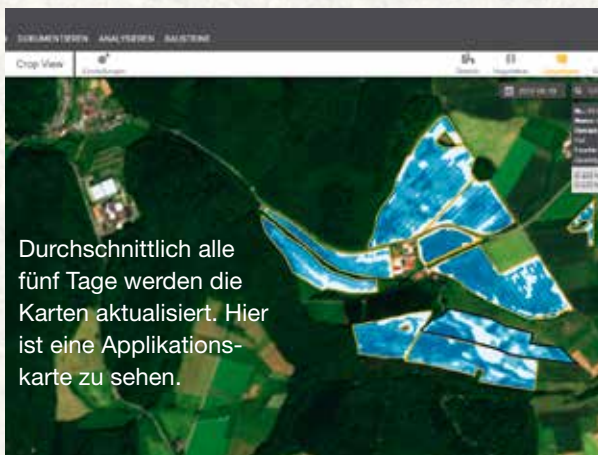 DOKUMENTIEREN ANALYSIEREN BAUSTEINE
Crop View
Einstellungen
Durchschnittlich alle
fünf Tage werden die
Karten aktualisiert. Hier
ist eine Applikations-
karte zu sehen.